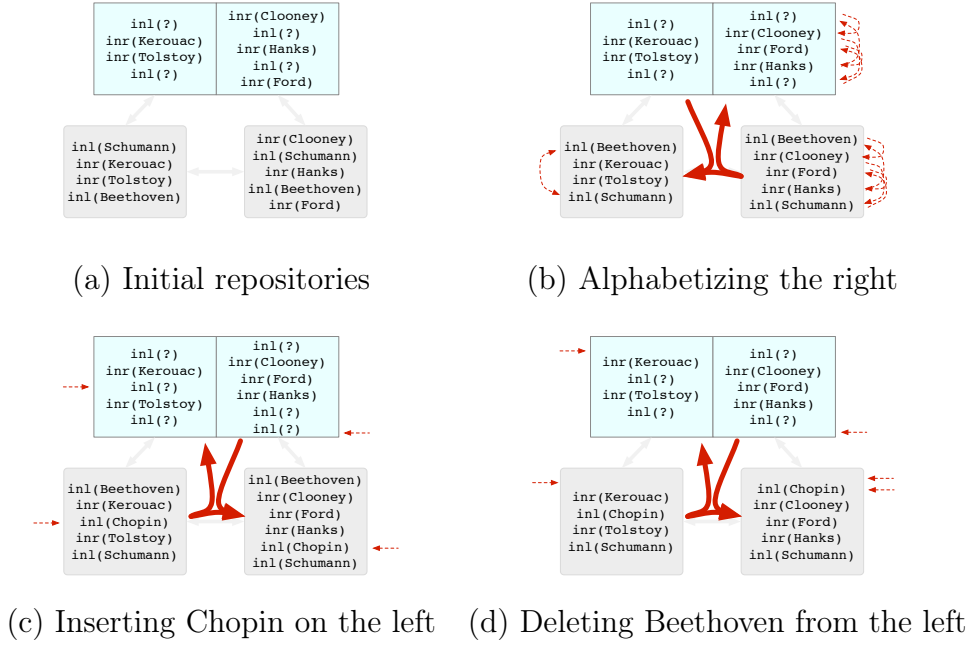 inl(?)
inr(Kerouac)
inr(Tolstoy)
inl(?)
inr(Clooney)
inl(?)
inr(Hanks)
inl(?)
inr(Ford)
inl(Schumann)
inr(Kerouac)
inr(Tolstoy)
inl(Beethoven)
inr(Clooney)
inl(Schumann)
inr(Hanks)
inl(Beethoven)
inr(Ford)
(a) Initial repositories
inl(?)
inr(Kerouac)
inr(Tolstoy)
inl(?)
inl(?)
inr(Clooney)
inr(Ford)
inr(Hanks)
inl(?)
inl(Beethoven)
inr(Kerouac)
inr(Tolstoy)
inl(Schumann)
inl(Beethoven)
inr(Clooney)
inr(Ford)
inr(Hanks)
inl(Schumann)
(b) Alphabetizing the right
inl(?)
inr(Kerouac)
inl(?)
inr(Tolstoy)
inl(?)
inl(?)
inr(Clooney)
inr(Ford)
inr(Hanks)
inl(?)
inl(?)
inl(Beethoven)
inr(Kerouac)
inl(Chopin)
inr(Tolstoy)
inl(Schumann)
inl(Beethoven)
inr(Clooney)
inr(Ford)
inr(Hanks)
inl(Chopin)
inl(Schumann)
(c) Inserting Chopin on the left
inr(Kerouac)
inl(?)
inr(Tolstoy)
inl(?)
inl(?)
inr(Clooney)
inr(Ford)
inr(Hanks)
inl(?)
inr(Kerouac)
inl(Chopin)
inr(Tolstoy)
inl(Schumann)
inl(Chopin)
inr(Clooney)
inr(Ford)
inr(Hanks)
inl(Schumann)
(d) Deleting Beethoven from the left